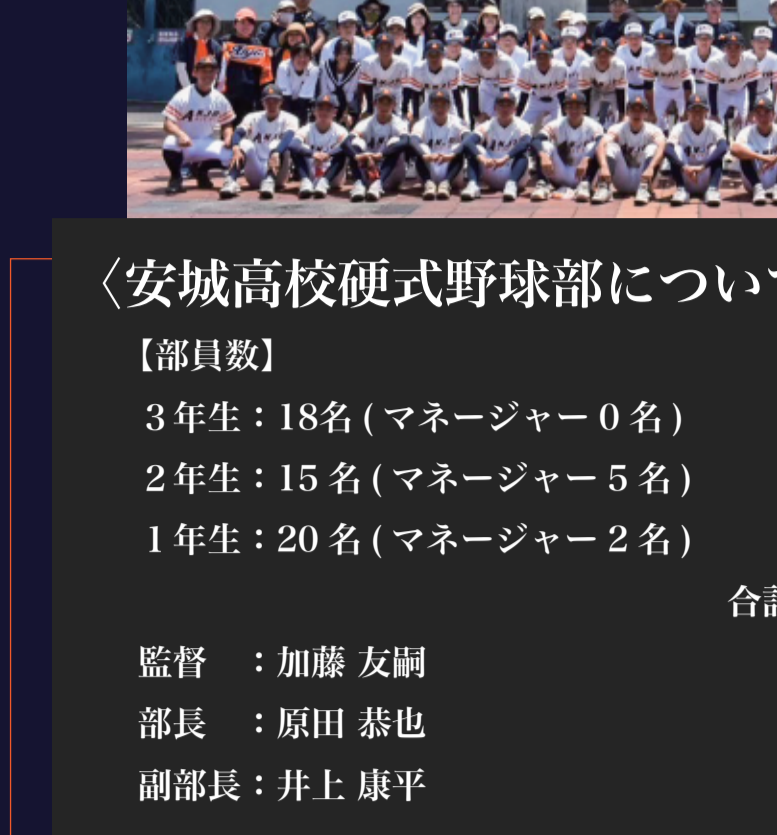 〈安城高校硬式野球部につい
【部員数】
３年生：18名 ( マネージャー 0 名 )
２年生：15 名 ( マネージャー 5 名 )
１年生：20 名 ( マネージャー 2 名 )
合
監督　：加藤 友嗣
部長　：原田 恭也
副部長：井上 康平